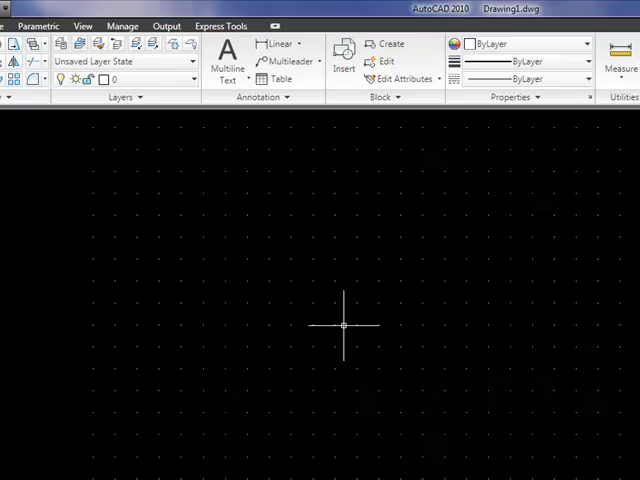 AutoCAD 2010 Drawing1.dwg
Parametric View Manage Output Express Tools
Linear Create ByLayer
Unsaved Layer State Multileader Edit ByLayer
Multiline Text Insert Measure
0 Table Edit Attributes ByLayer
Layers Annotation Block Properties Utilities